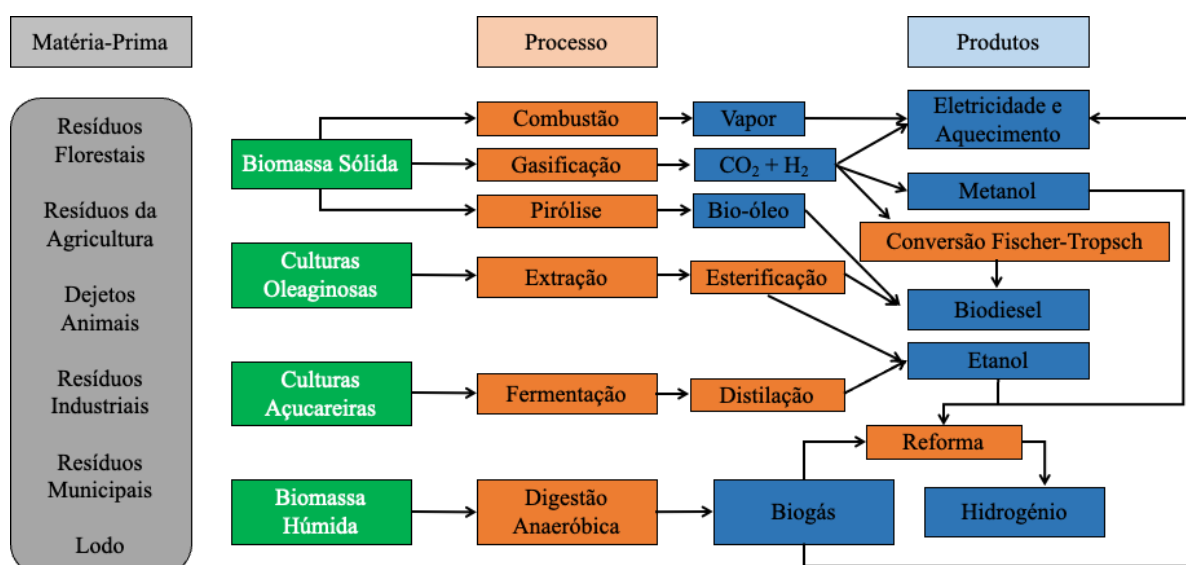 Matéria-Prima
Processo
Produtos
Resíduos
Florestais
Resíduos da
Agricultura
Dejetos
Animais
Resíduos
Industriais
Resíduos
Municipais
Lodo
Biomassa Sólida
Combustão
Vapor
Eletricidade e
Aquecimento
Gasificação
CO₂ + H₂
Metanol
Pirólise
Bio-óleo
Conversão Fischer-Tropsch
Culturas
Oleaginosas
Extração
Esterificação
Biodiesel
Etanol
Culturas
Açucareiras
Fermentação
Distilação
Reforma
Biomassa
Húmida
Digestão
Anaeróbica
Biogás
Hidrogénio